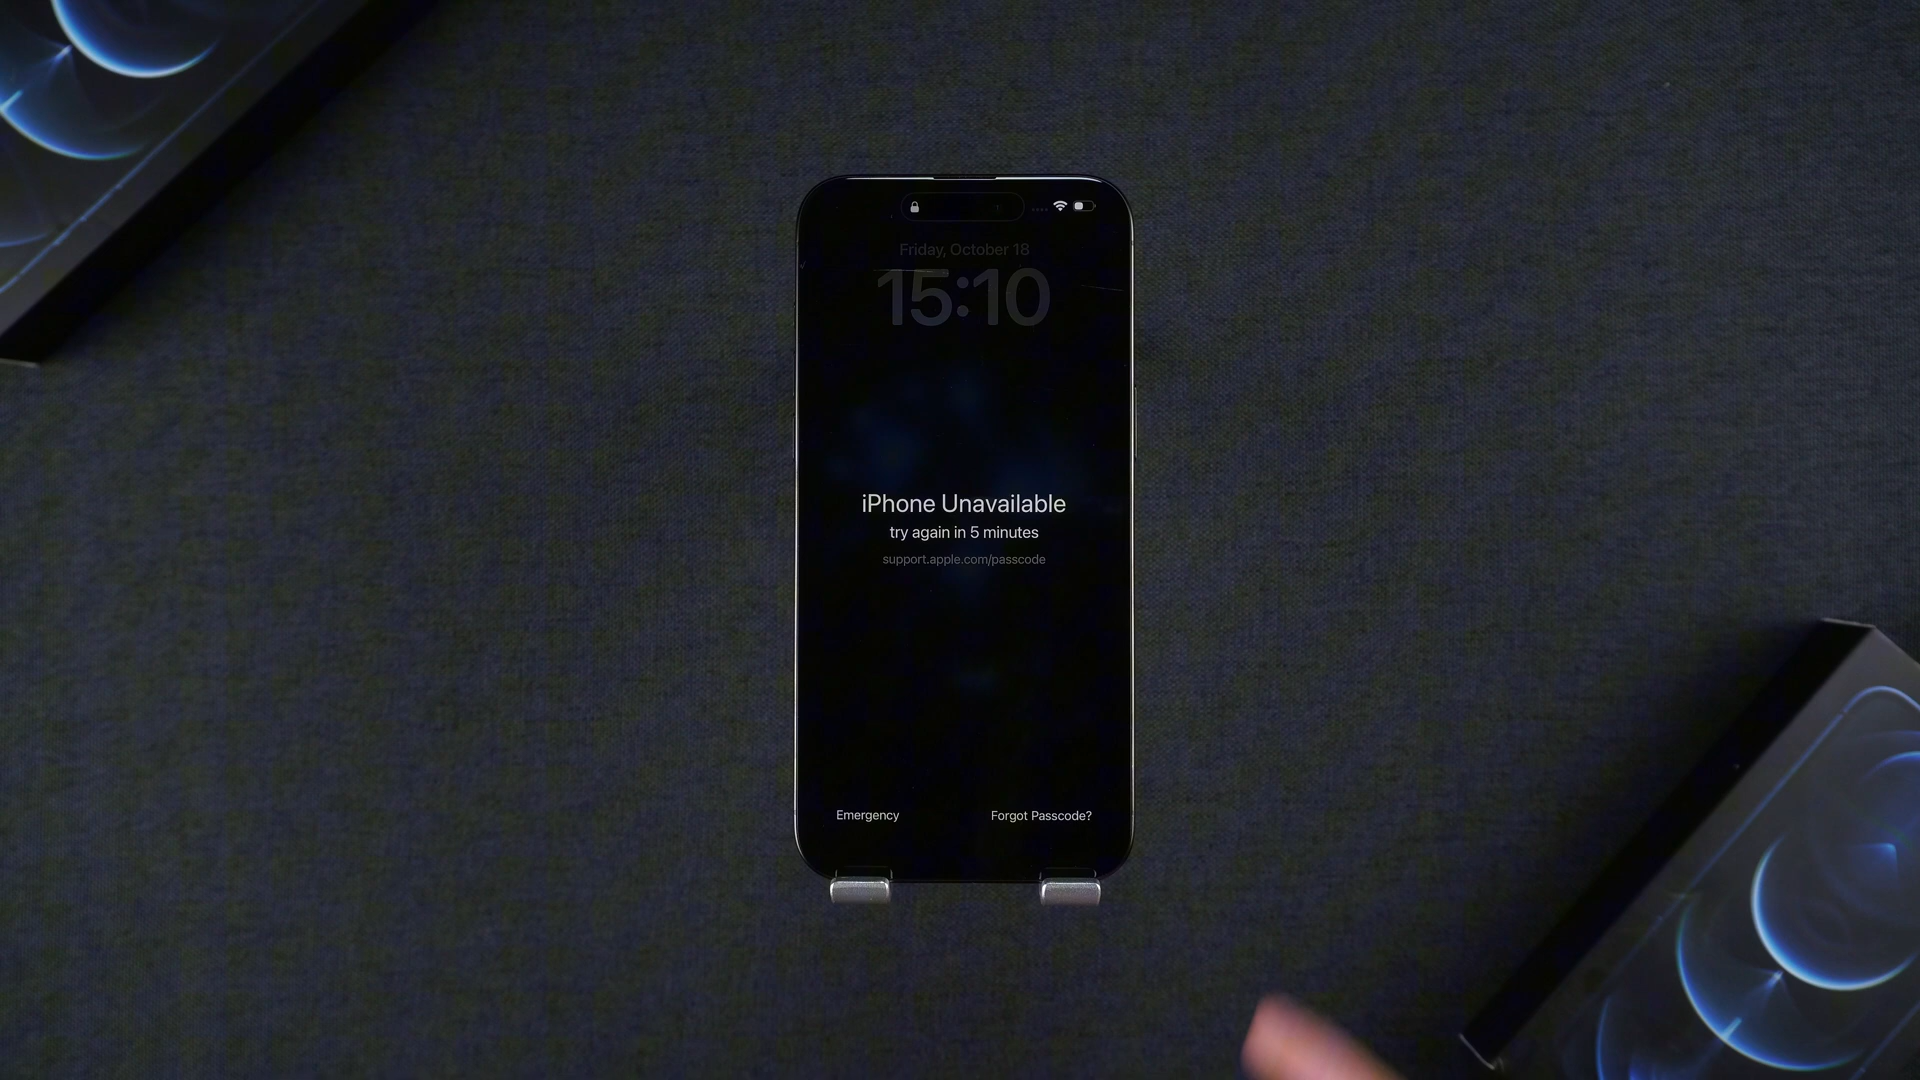 Friday, October 18
15:10
iPhone Unavailable
try again in 5 minutes
support.apple.com/passcode
Emergency
Forgot Passcode?